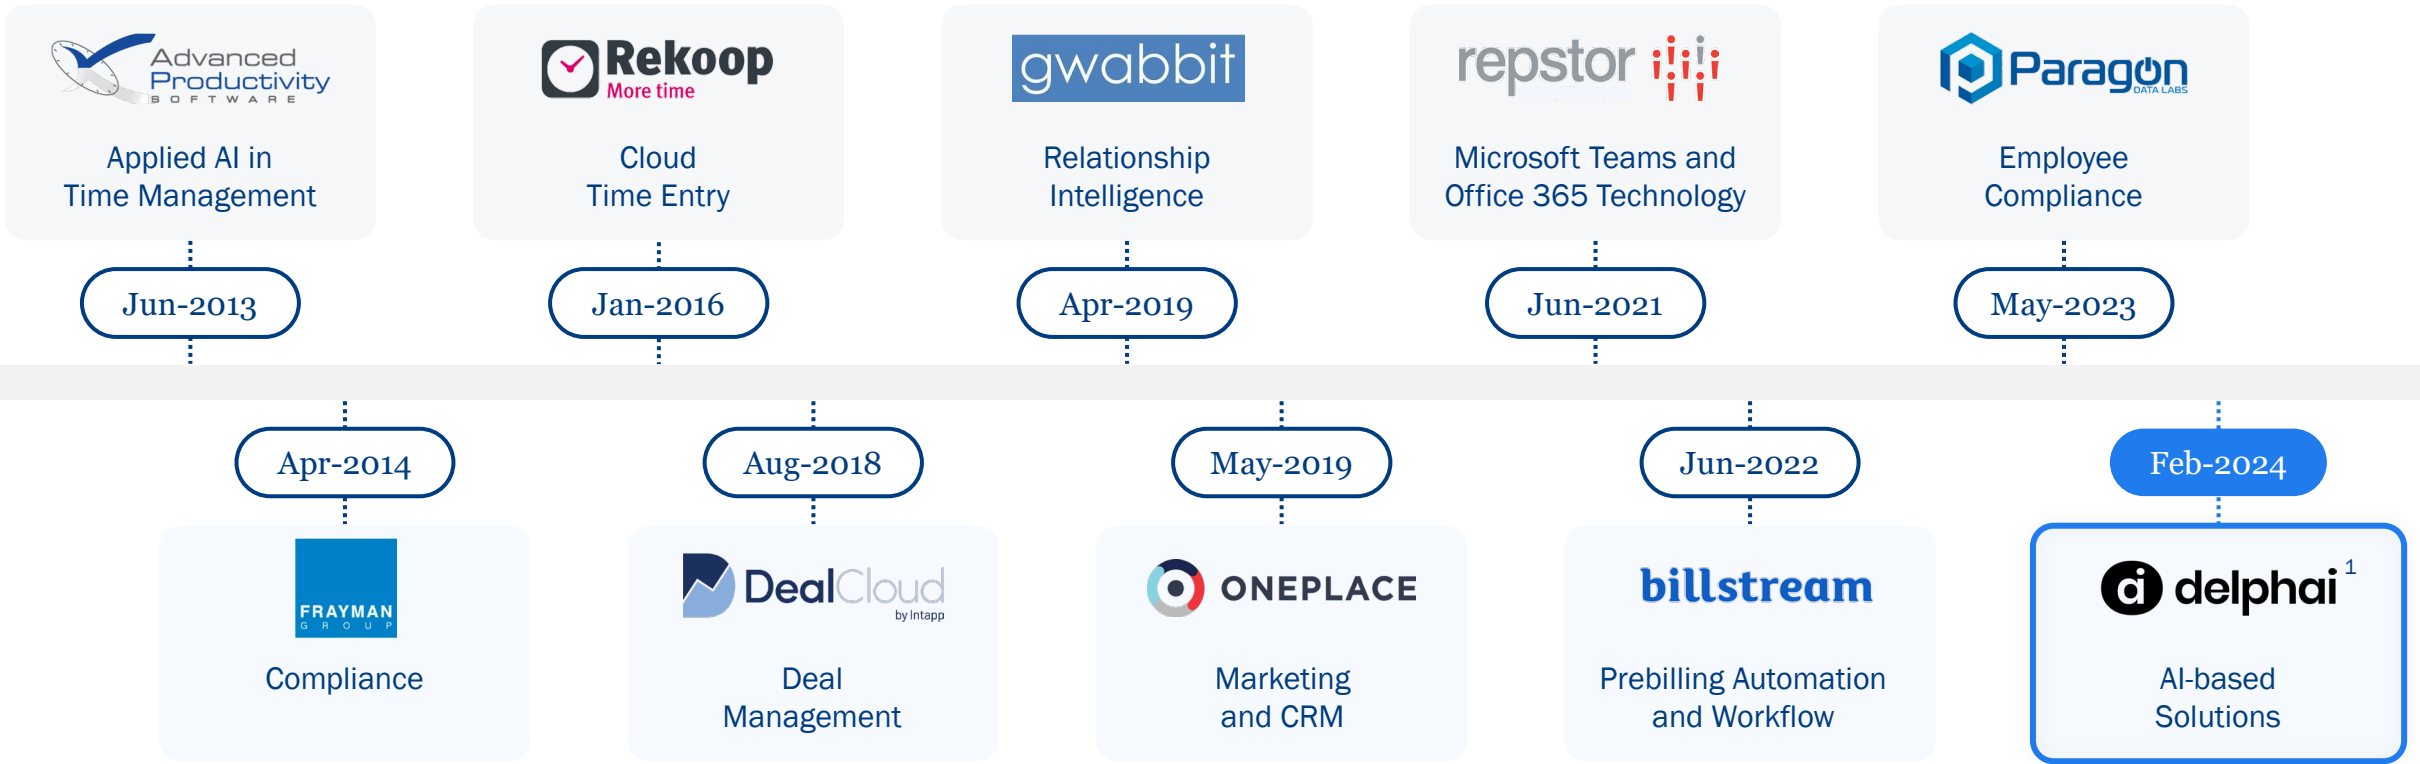 Advanced
Productivity
SOFTWARE
Applied AI in
Time Management
Jun-2013
Rekoop
More time
Cloud
Time Entry
Jan-2016
gwabbit
Relationship
Intelligence
Apr-2019
repstor
Microsoft Teams and
Office 365 Technology
Jun-2021
Paragon
DATA LABS
Employee
Compliance
May-2023
Apr-2014
FRAYMAN
GROUP
Compliance
Aug-2018
DealCloud
by Intapp
Deal
Management
May-2019
ONEPLACE
Marketing
and CRM
Jun-2022
billstream
Prebilling Automation
and Workflow
Feb-2024
di delphai 1
AI-based
Solutions